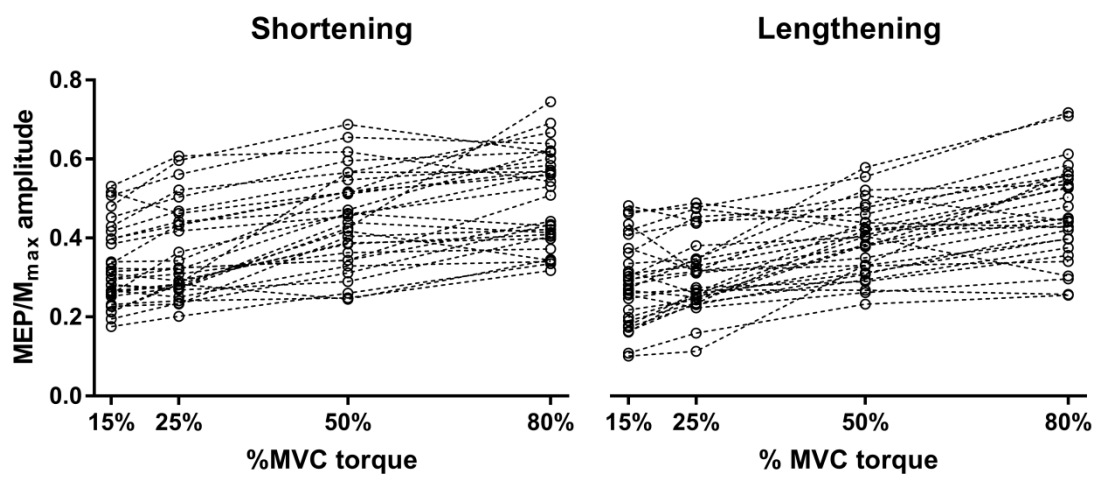 Shortening
Lengthening
MEP/Mmax amplitude
0.8
0.6
0.4
0.2
0.0
15% 25% 50% 80%
15% 25% 50% 80%
%MVC torque
% MVC torque